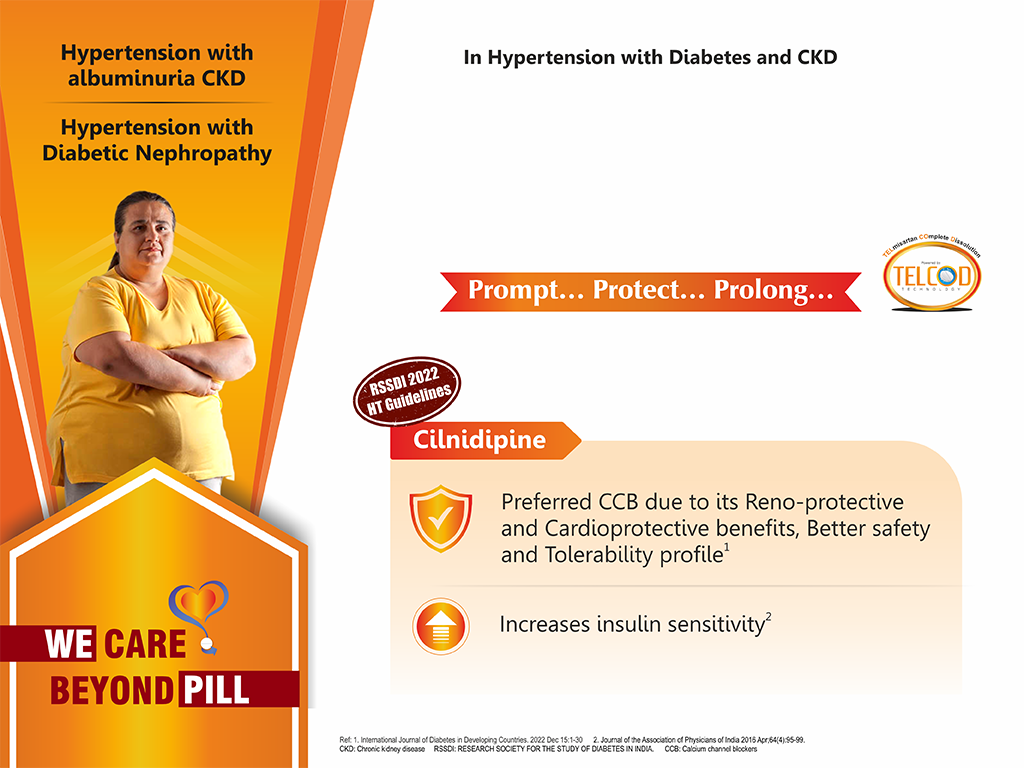 Hypertension with
albuminuria CKD
Hypertension with
Diabetic Nephropathy
WE CARE
BEYOND PILL
In Hypertension with Diabetes and CKD
Prompt... Protect... Prolong...
TELmisartan COmplete Dissolution
Powered by
TELCOD
TECHNOLOGY
RSSDI 2022
HT Guidelines
Cilnidipine
Preferred CCB due to its Reno-protective
and Cardioprotective benefits, Better safety
and Tolerability profile1
Increases insulin sensitivity2
Ref: 1. International Journal of Diabetes in Developing Countries. 2022 Dec 15:1-30 2. Journal of the Association of Physicians of India 2016 Apr;64(4):95-99.
CKD: Chronic kidney disease RSSDI: RESEARCH SOCIETY FOR THE STUDY OF DIABETES IN INDIA. CCB: Calcium channel blockers